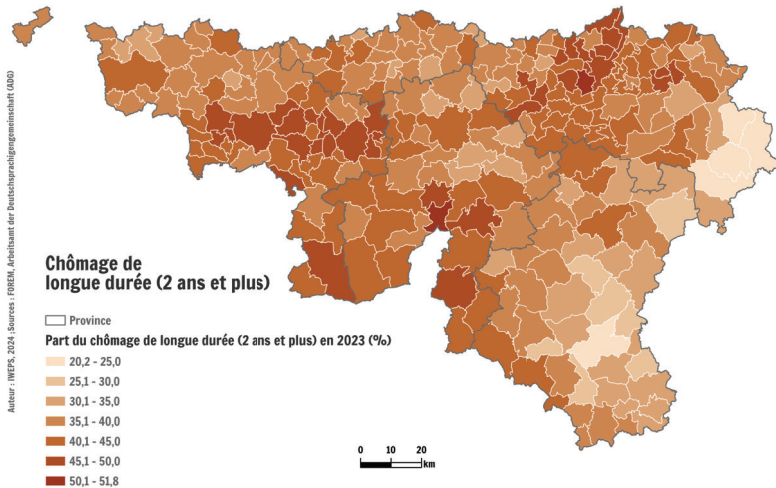 Chômage de
longue durée (2 ans et plus)
Province
Part du chômage de longue durée (2 ans et plus) en 2023 (%)
20,2 – 25,0
25,1 – 30,0
30,1 – 35,0
35,1 – 40,0
40,1 – 45,0
45,1 – 50,0
50,1 – 51,8
0 10 20
km
Auteur : IWEPS, 2024 ; Sources : FOREM, Arbeitsamt der Deutschsprachigengemeinschaft (ADG)